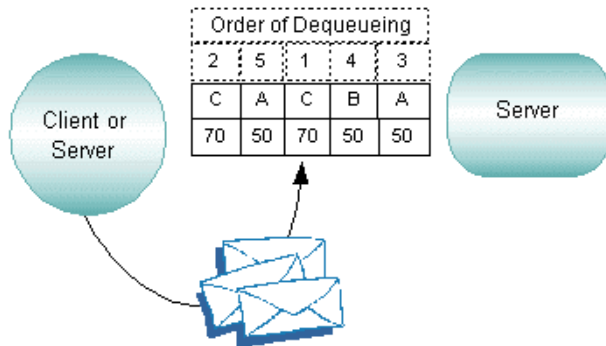 Order of Dequeueing
2 5 1 4 3
C A C B A
70 50 70 50 50
Client or
Server
Server